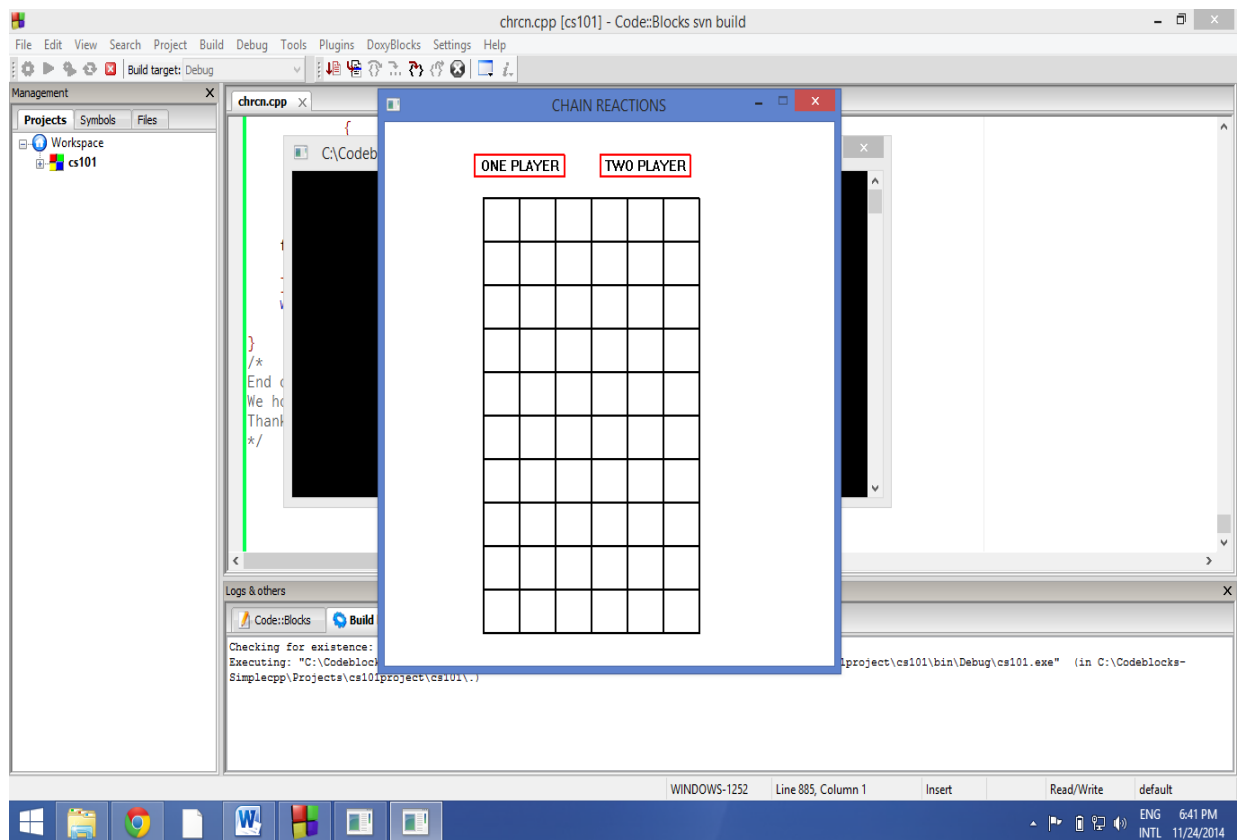 chrcn.cpp [cs101] - Code::Blocks svn build
File Edit View Search Project Build Debug Tools Plugins DoxyBlocks Settings Help
Build target: Debug
Management X
chrcn.cpp X
CHAIN REACTIONS
Projects Symbols Files
Workspace
cs101
{
C:\Codeb
ONE PLAYER TWO PLAYER
}
/*
End
We ho
Thank
*/
Logs & others X
Code::Blocks Build
Checking for existence:
Executing: "C:\Codeblock 1project\cs101\bin\Debug\cs101.exe" (in C:\Codeblocks-
Simplecpp\Projects\cs101project\cs101\.)
WINDOWS-1252 Line 885, Column 1 Insert Read/Write default
ENG 6:41 PM
INTL 11/24/2014